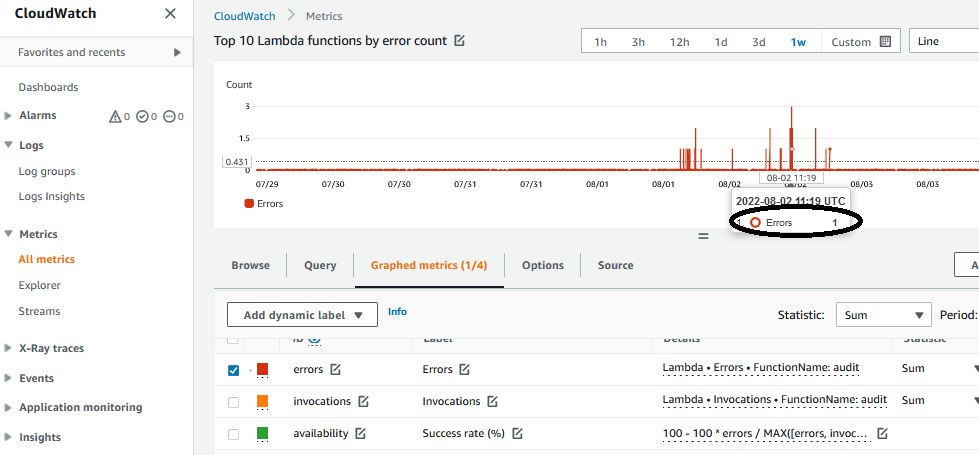 CloudWatch
Favorites and recents
Dashboards
Alarms 0 0 0
Logs
Log groups
Logs Insights
Metrics
All metrics
Explorer
Streams
X-Ray traces
Events
Application monitoring
Insights
CloudWatch > Metrics
Top 10 Lambda functions by error count
1h 3h 12h 1d 3d 1w Custom Line
Count
3
1.5
0.431
0
07/29 07/30 07/30 07/31 07/31 08/01 08/01 08/02 08/02 08/03 08/03
08-02 11:19
Errors
2022-08-02 11:19 UTC
1 Errors 1
Browse Query Graphed metrics (1/4) Options Source A
Add dynamic label Info Statistic: Sum Period:
ID Label Details Statistic
errors Errors Lambda • Errors • FunctionName: audit Sum
invocations Invocations Lambda • Invocations • FunctionName: audit Sum
availability Success rate (%) 100 - 100 * errors / MAX([errors, invoc...